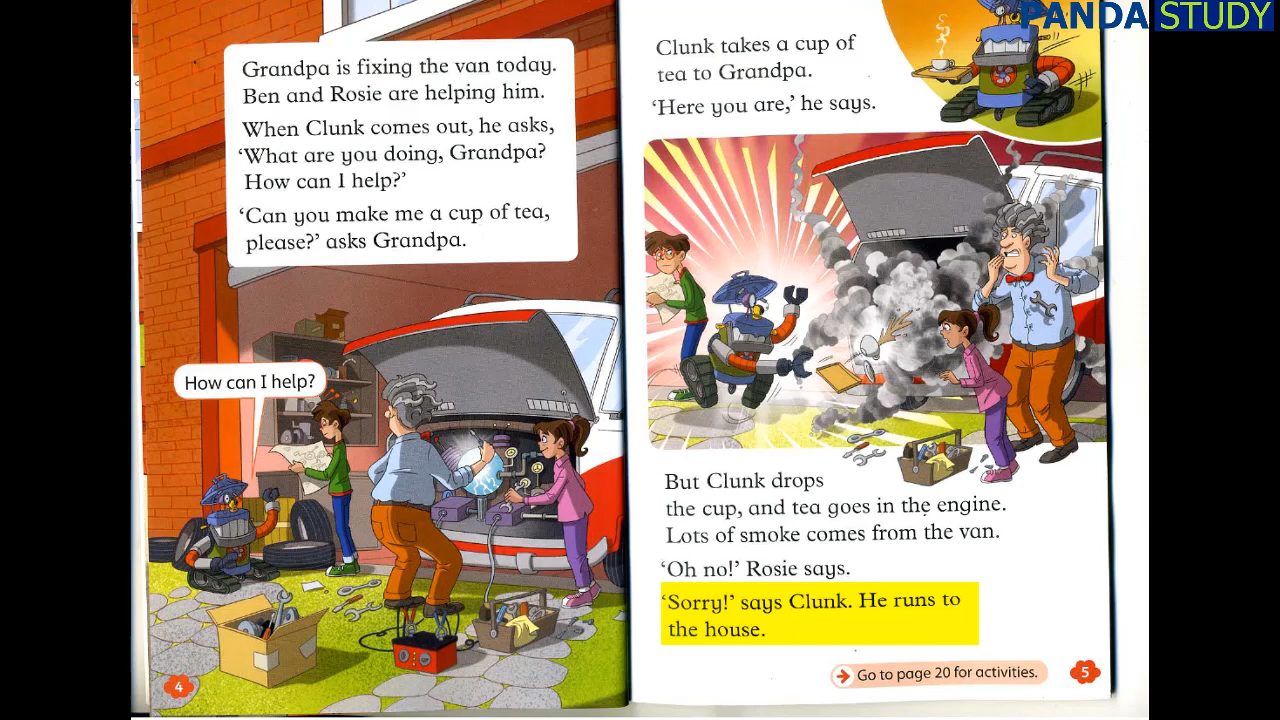 PANDA STUDY
Grandpa is fixing the van today.
Ben and Rosie are helping him.
When Clunk comes out, he asks,
‘What are you doing, Grandpa?
How can I help?’
‘Can you make me a cup of tea,
please?’ asks Grandpa.
How can I help?
4
Clunk takes a cup of
tea to Grandpa.
‘Here you are,’ he says.
But Clunk drops
the cup, and tea goes in the engine.
Lots of smoke comes from the van.
‘Oh no!’ Rosie says.
‘Sorry!’ says Clunk. He runs to
the house.
Go to page 20 for activities.
5